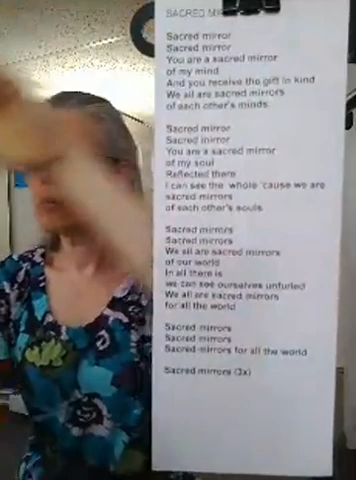 SACRED
Sacred mirror
Sacred mirror
You are a sacred mirror
of my mind
And you receive the gift in kind
We all are sacred mirrors
of each other's minds
Sacred mirror
Sacred mirror
You are a sacred mirror
of my soul
Reflected there
I can see the whole 'cause we are
sacred mirrors
of each other's souls
Sacred mirrors
Sacred mirrors
We all are sacred mirrors
of our world
In all there is
we can see ourselves unfurled
We all are sacred mirrors
for all the world
Sacred mirrors
Sacred mirrors
Sacred mirrors for all the world
Sacred mirrors (3x)